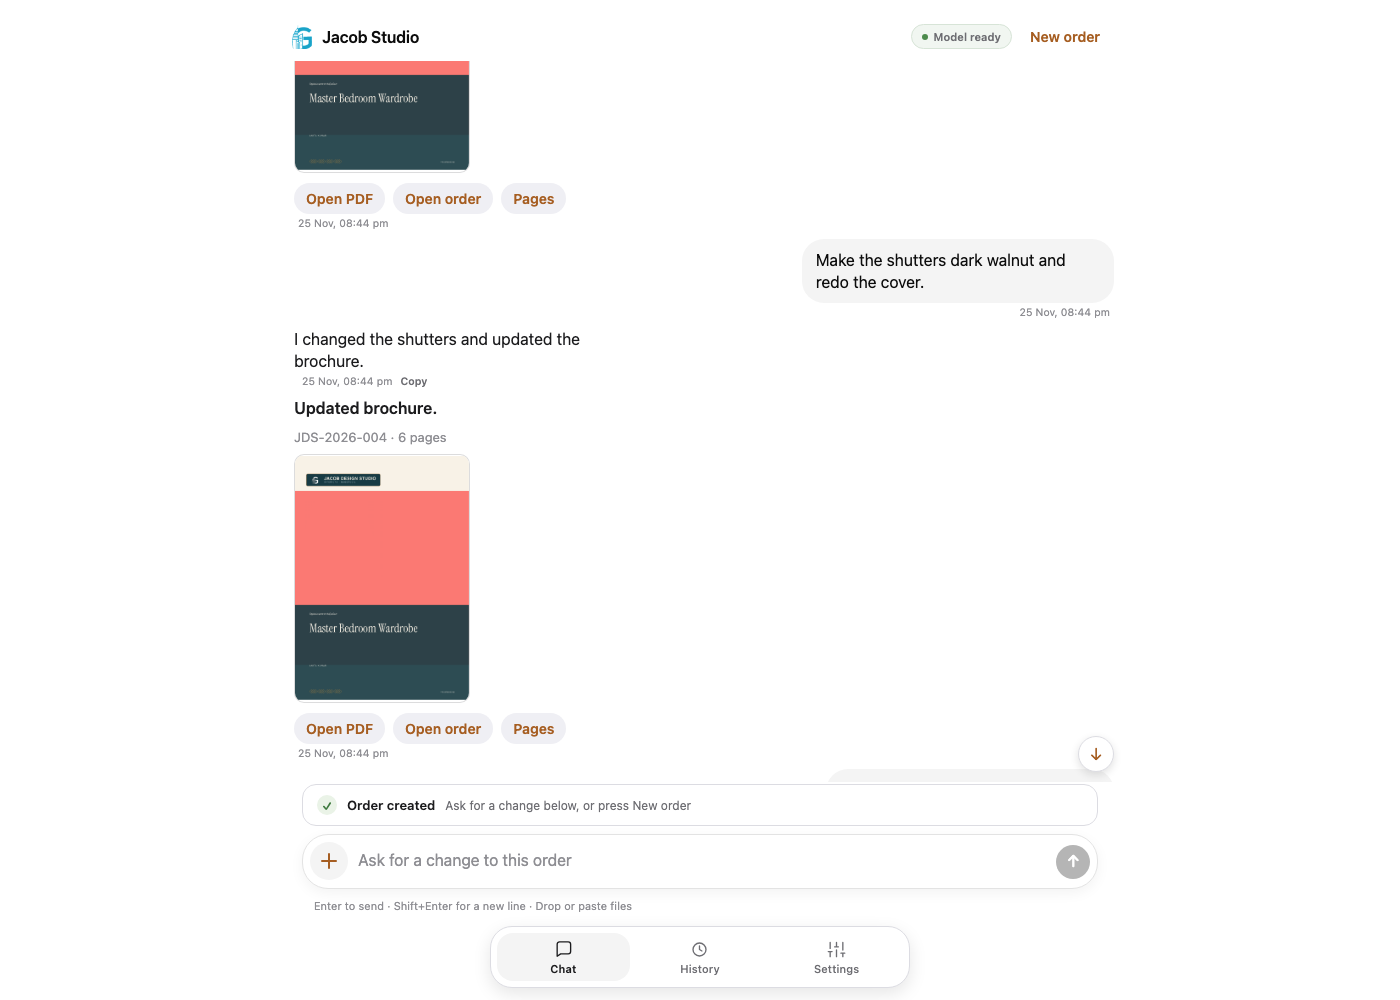 Jacob Studio
Model ready
New order
Master Bedroom Wardrobe
Open PDF
Open order
Pages
25 Nov, 08:44 pm
Make the shutters dark walnut and
redo the cover.
25 Nov, 08:44 pm
I changed the shutters and updated the
brochure.
25 Nov, 08:44 pm Copy
Updated brochure.
JDS-2026-004 · 6 pages
JACOB DESIGN STUDIO
Master Bedroom Wardrobe
Open PDF
Open order
Pages
25 Nov, 08:44 pm
Order created Ask for a change below, or press New order
Ask for a change to this order
Enter to send · Shift+Enter for a new line · Drop or paste files
Chat
History
Settings